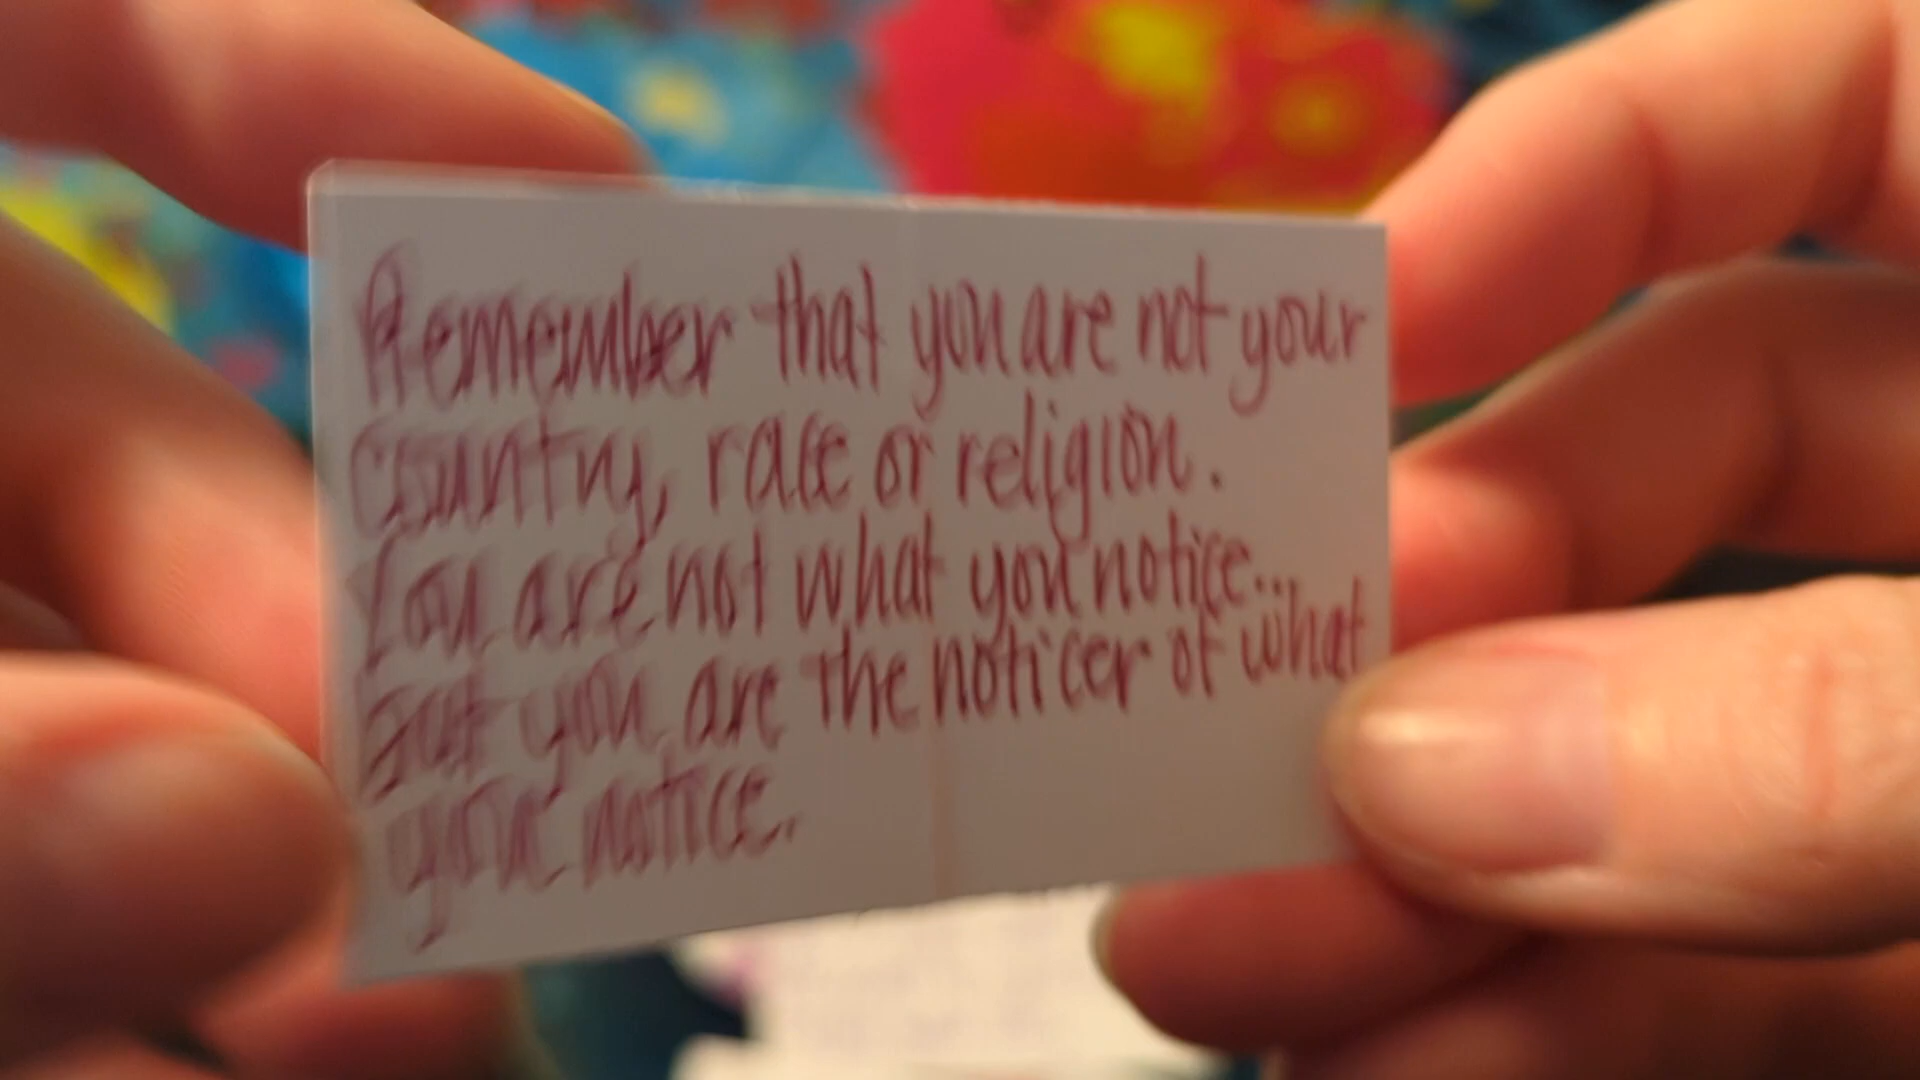 Remember that you are not your
Country, race or religion.
You are not what you notice...
But you are the noticer of what
you notice.